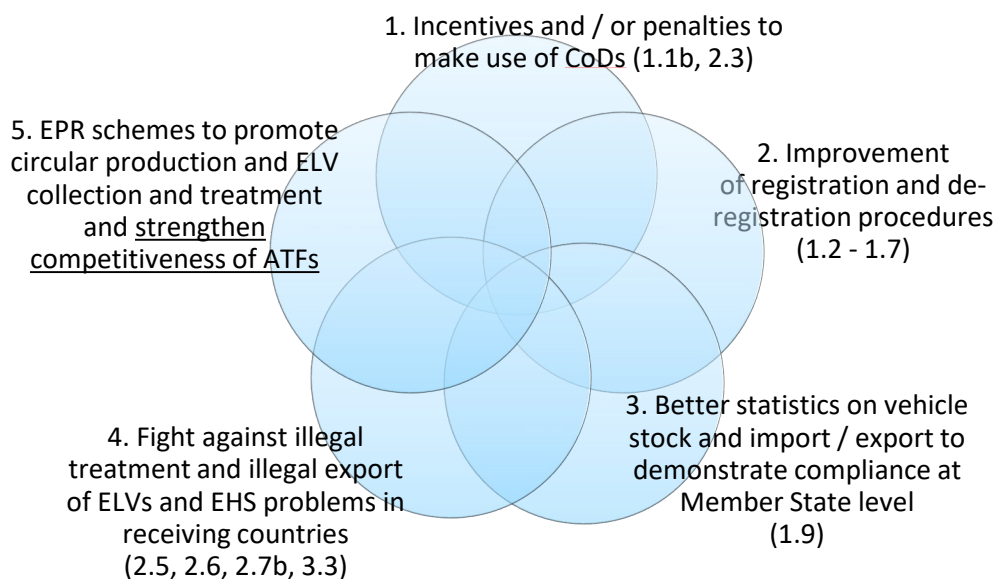 1. Incentives and / or penalties to
make use of CoDs (1.1b, 2.3)
2. Improvement
of registration and de-
registration procedures
(1.2 - 1.7)
3. Better statistics on vehicle
stock and import / export to
demonstrate compliance at
Member State level
(1.9)
4. Fight against illegal
treatment and illegal export
of ELVs and EHS problems in
receiving countries
(2.5, 2.6, 2.7b, 3.3)
5. EPR schemes to promote
circular production and ELV
collection and treatment
and strengthen
competitiveness of ATFs